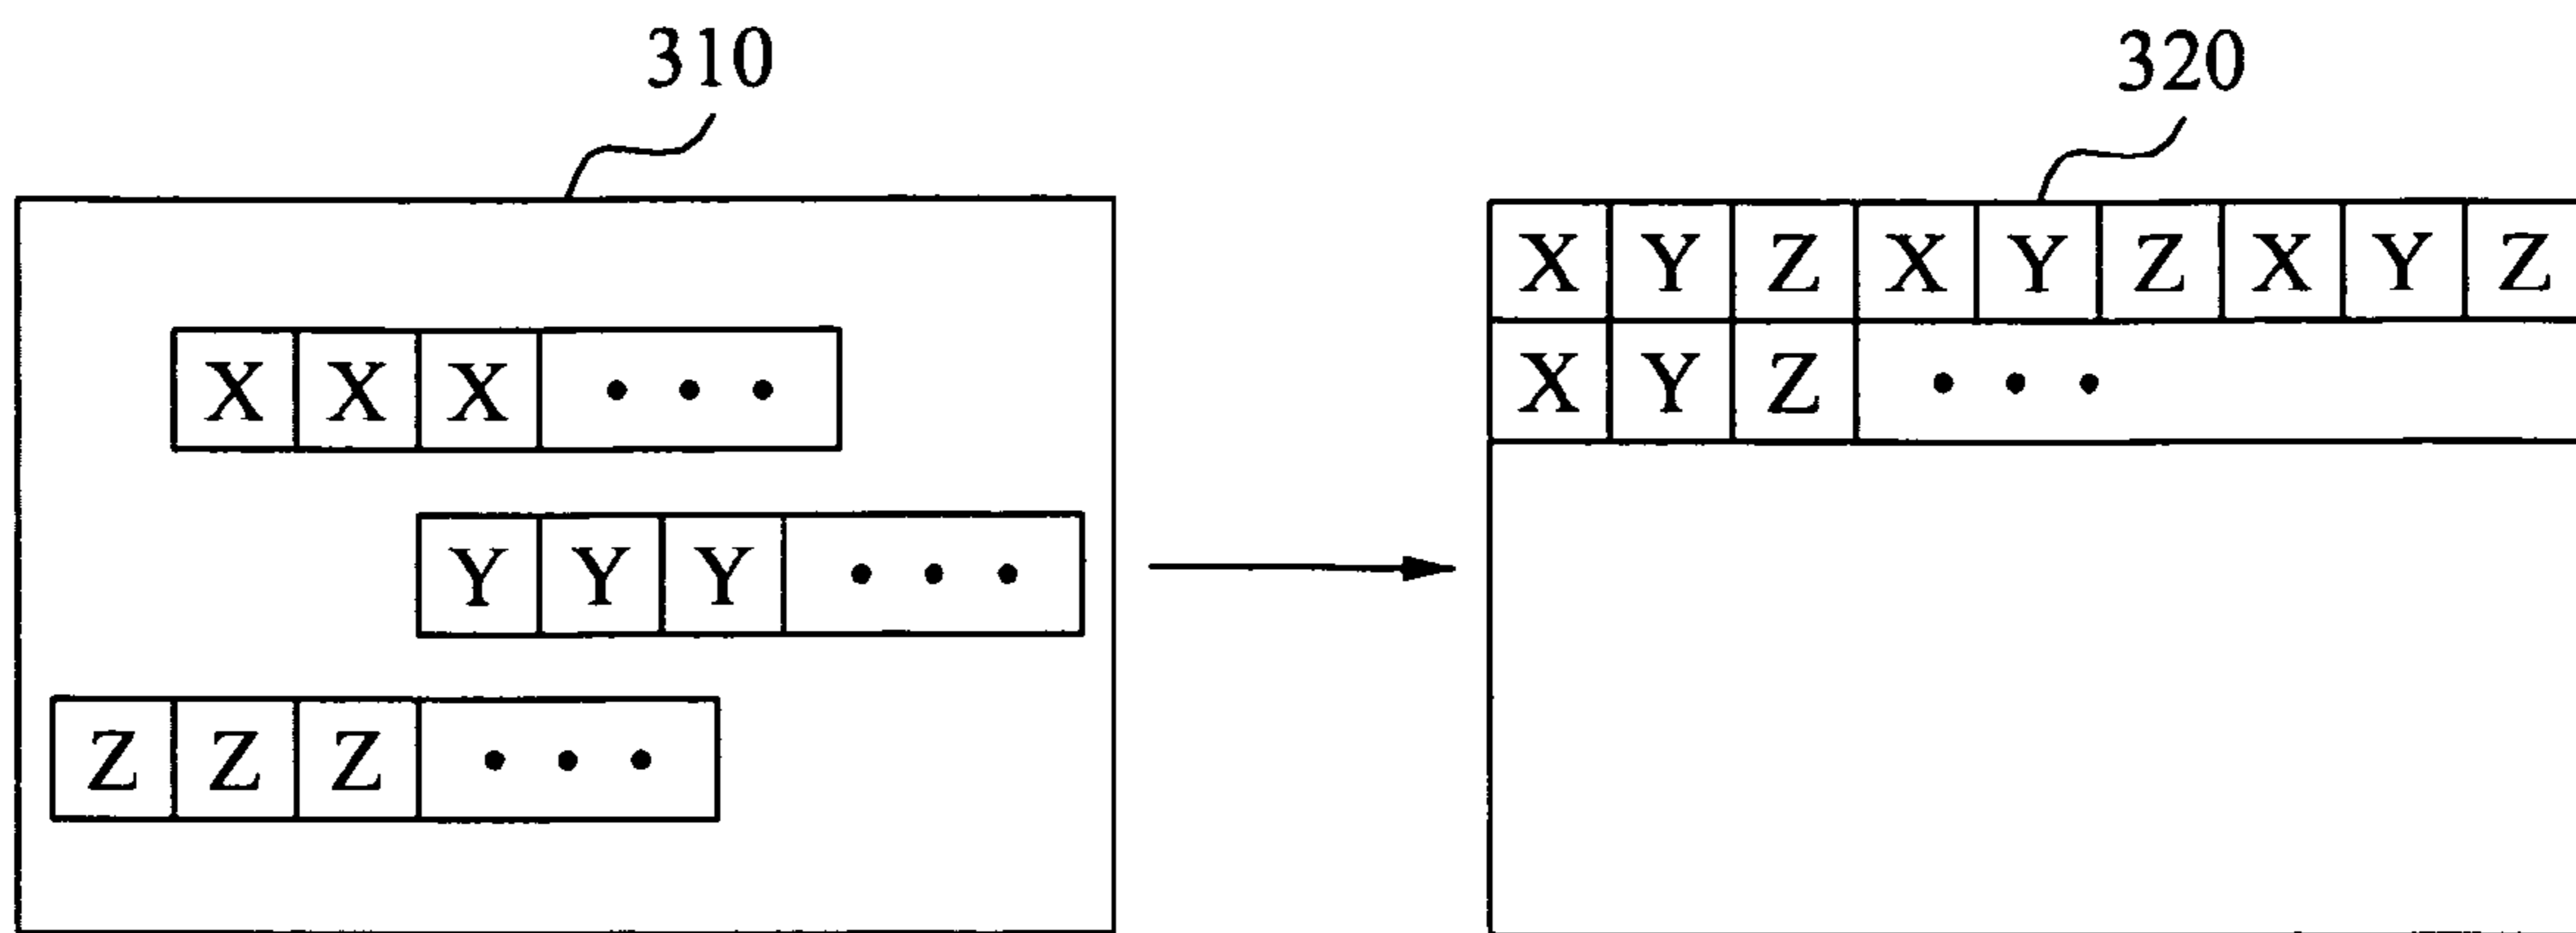 310
320
X Y Z X Y Z X Y Z
X Y Z • • •
X X X • • •
Y Y Y • • •
Z Z Z • • •